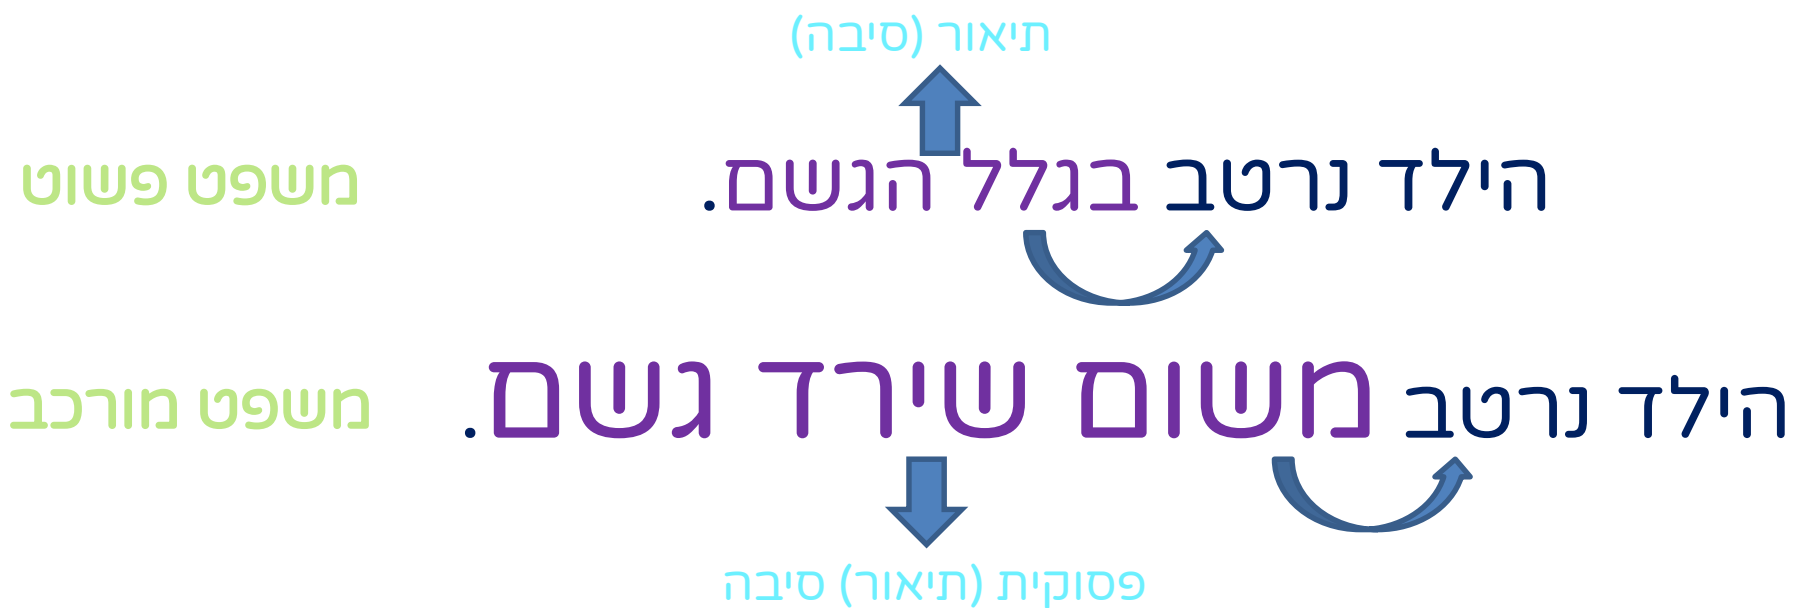 תיאור (סיבה)
הילד נרטב בגלל הגשם.
משפט פשוט
הילד נרטב משום שירד גשם.
משפט מורכב
פסוקית (תיאור) סיבה